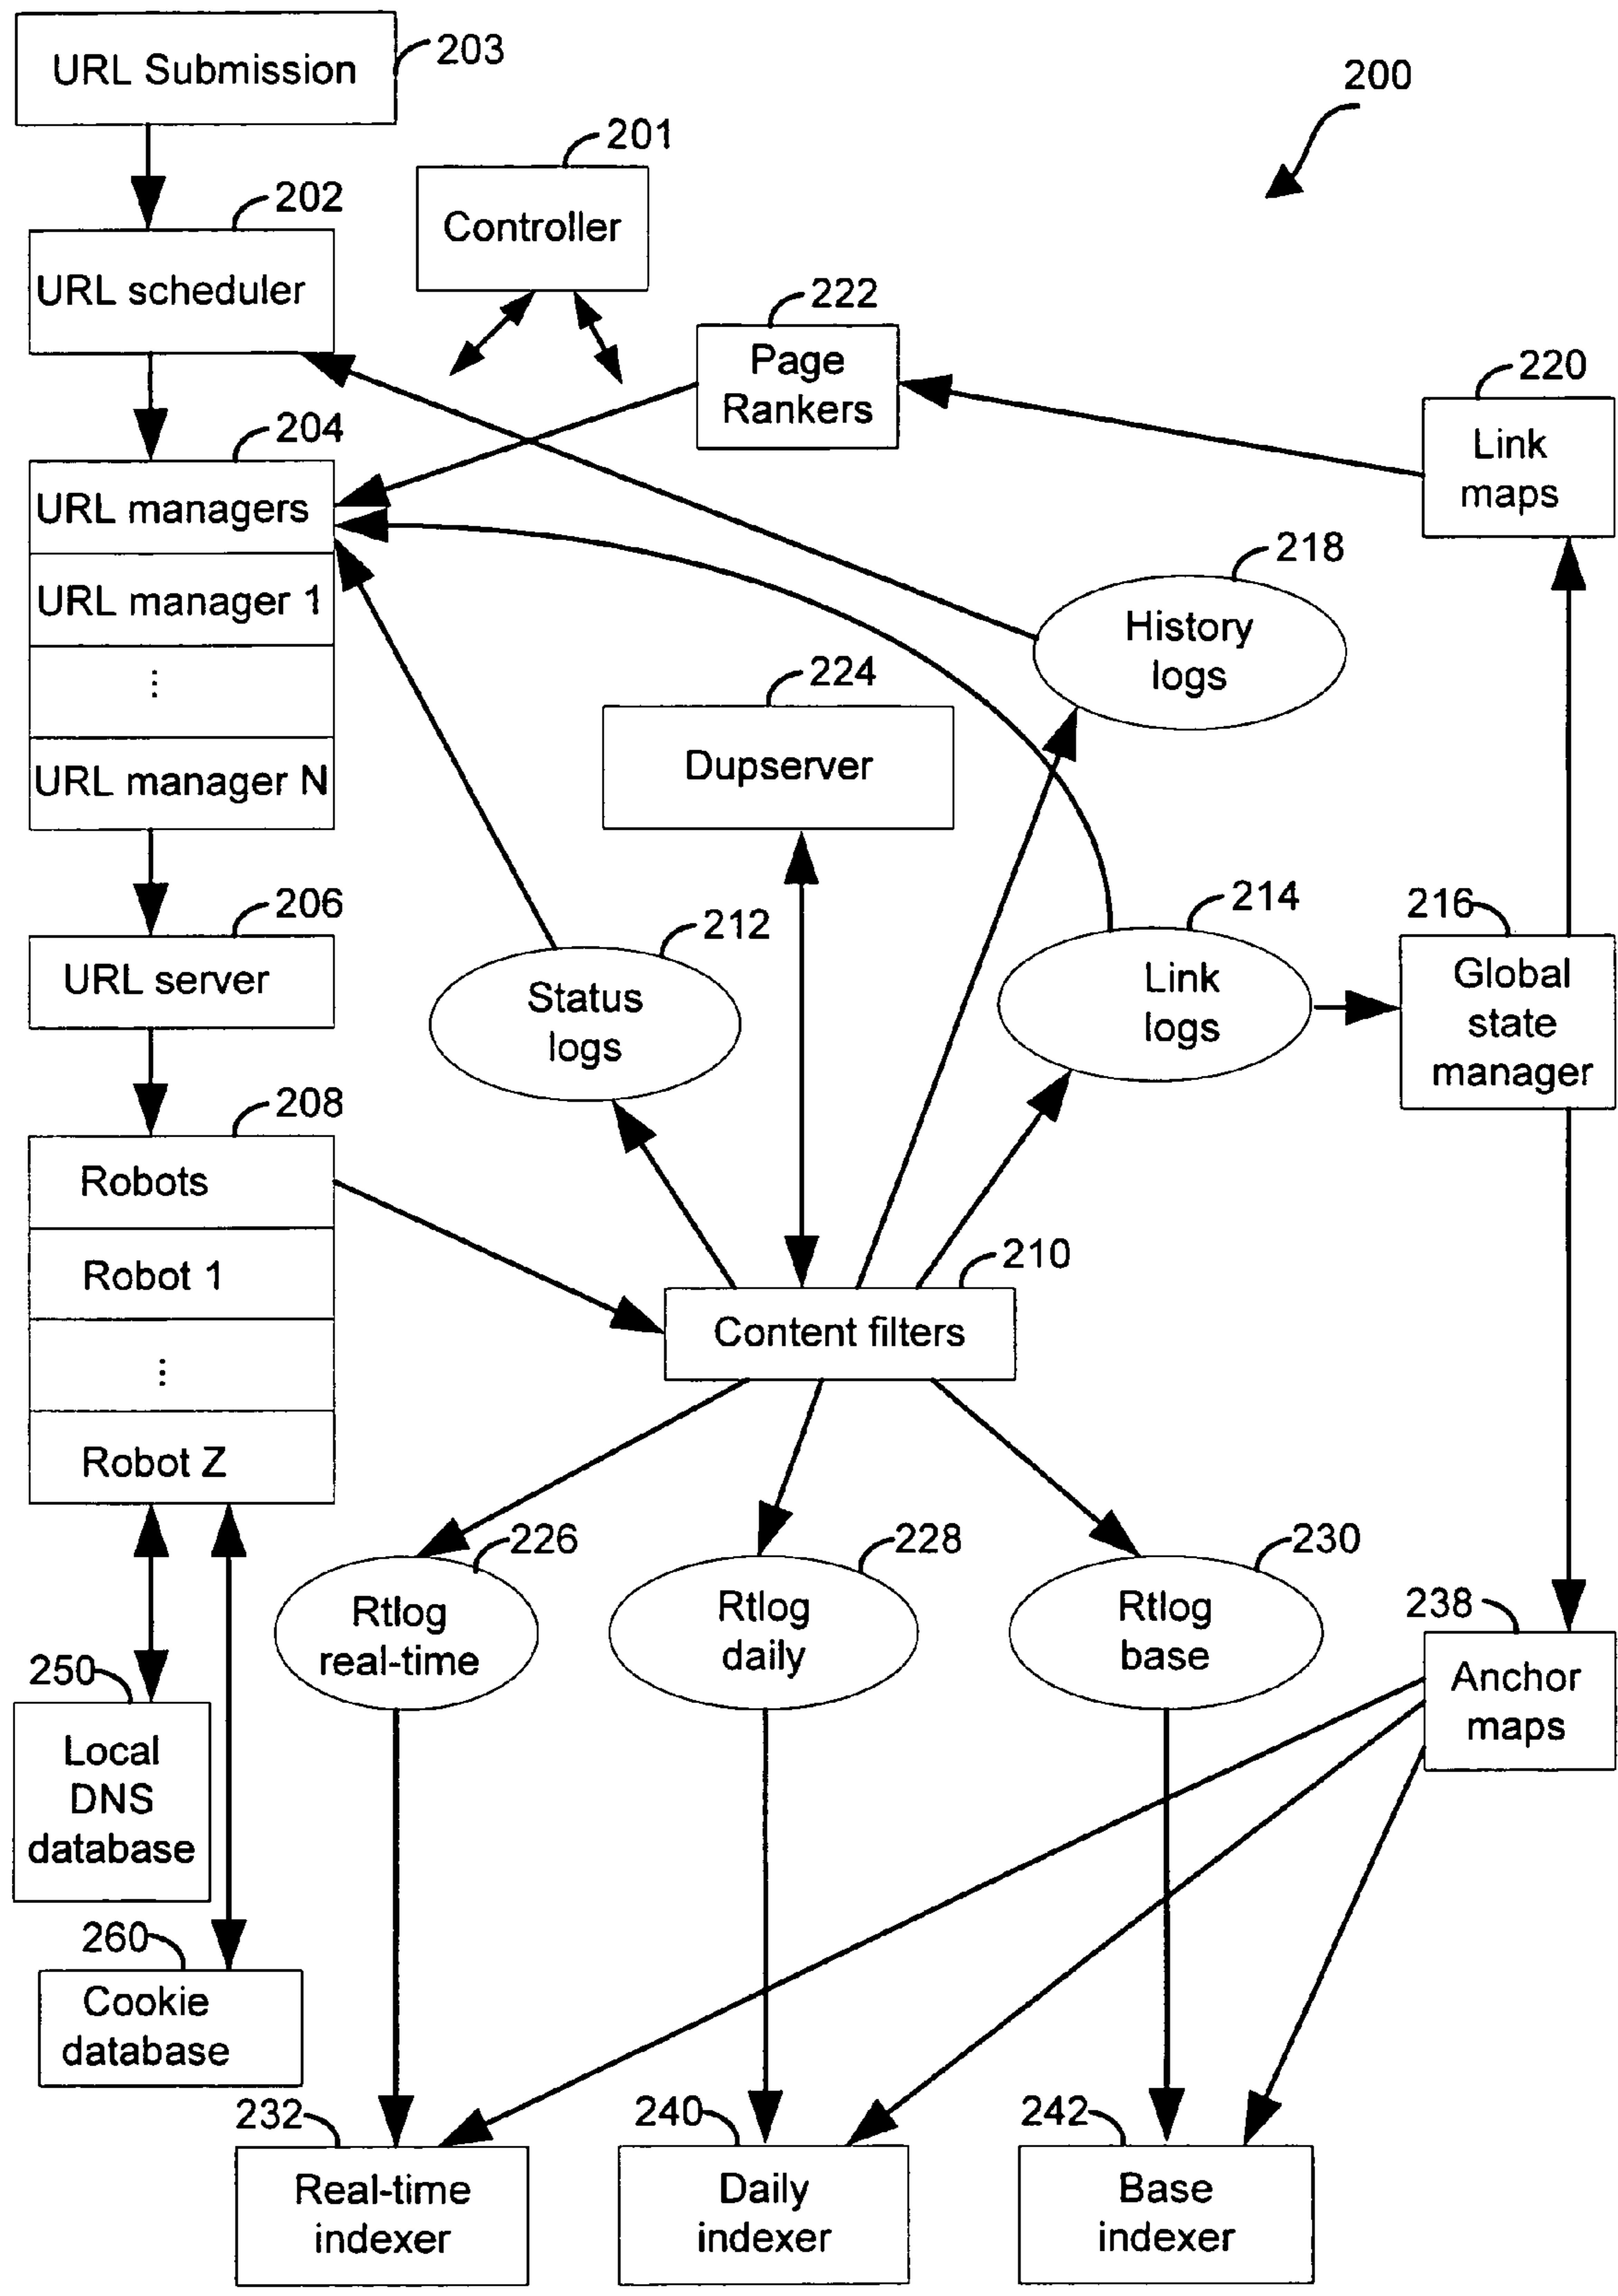 URL Submission
203
200
201
Controller
202
URL scheduler
222
Page
Rankers
220
Link
maps
204
URL managers
URL manager 1
⋮
URL manager N
218
History
logs
224
Dupserver
206
URL server
212
Status
logs
214
Link
logs
216
Global
state
manager
208
Robots
Robot 1
⋮
Robot Z
210
Content filters
226
Rtlog
real-time
228
Rtlog
daily
230
Rtlog
base
238
Anchor
maps
250
Local
DNS
database
260
Cookie
database
232
Real-time
indexer
240
Daily
indexer
242
Base
indexer